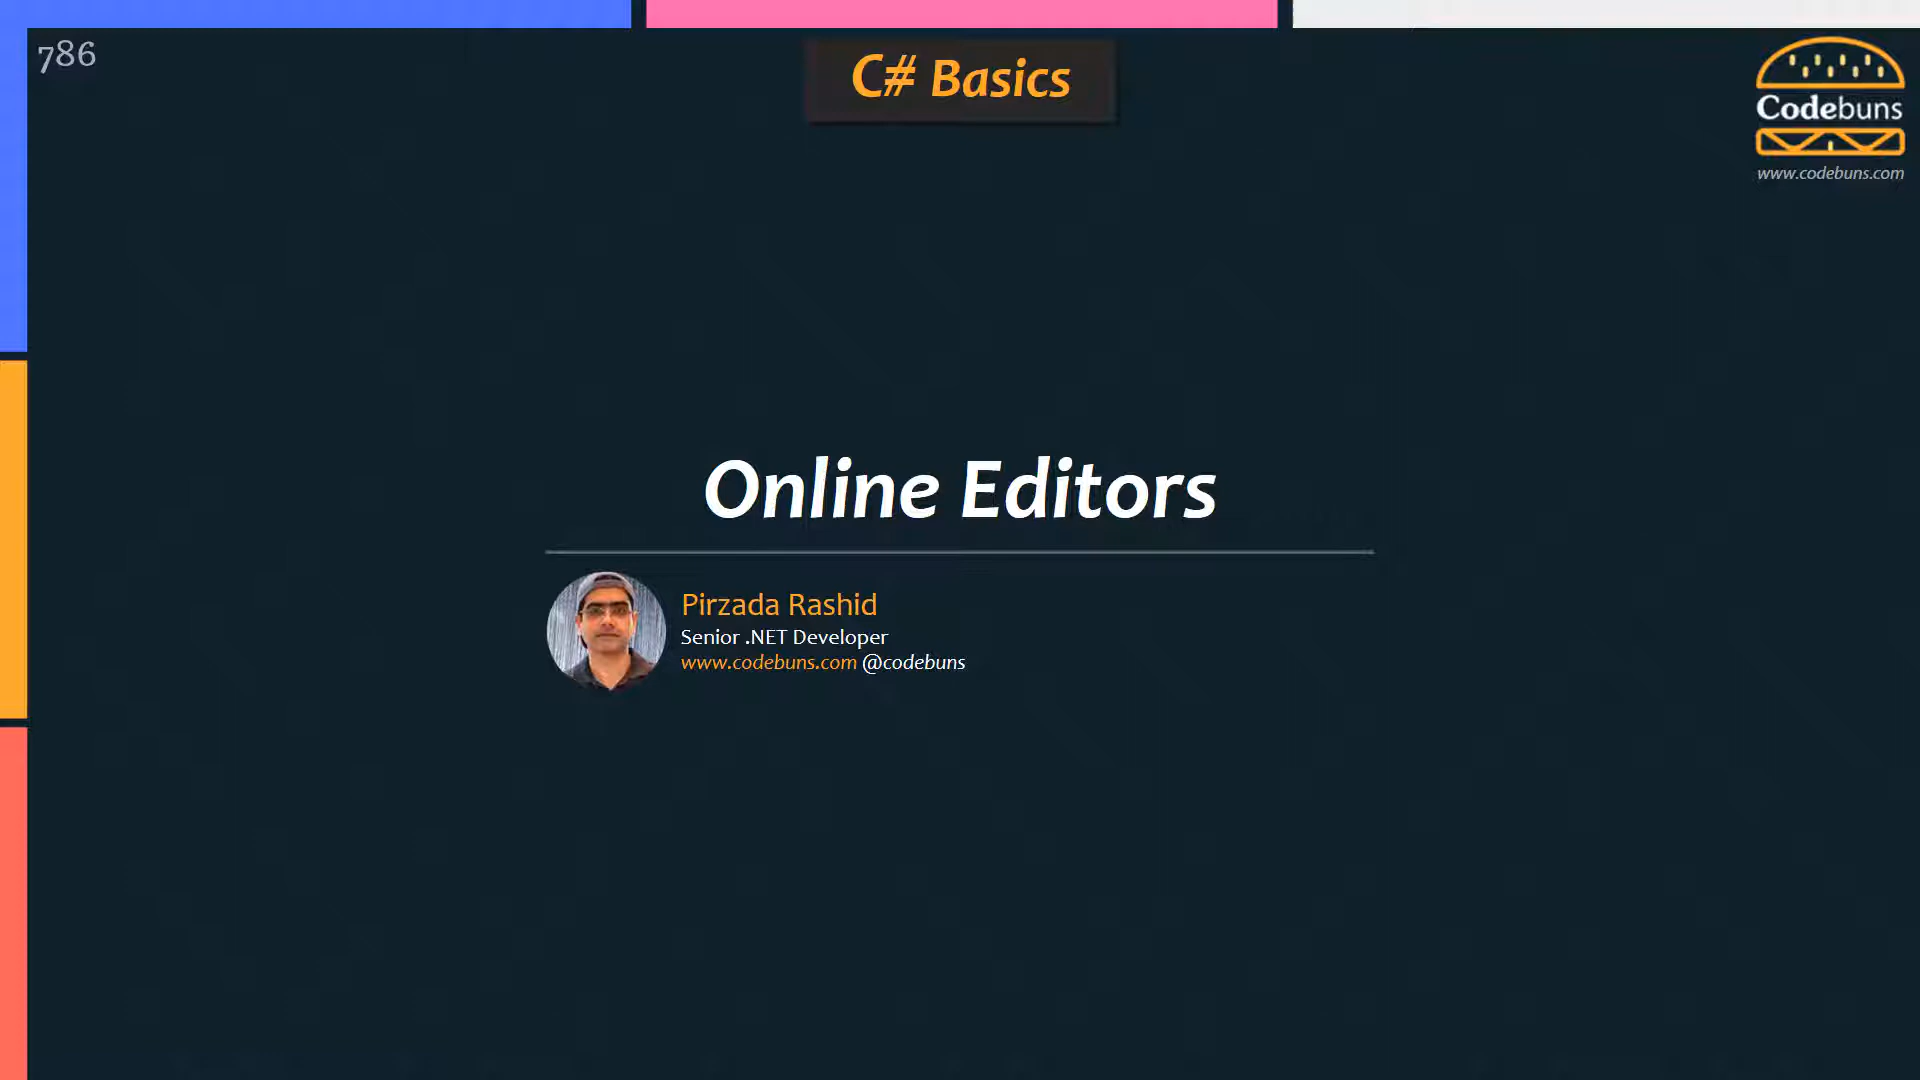 786
C# Basics
Codebuns
www.codebuns.com
Online Editors
Pirzada Rashid
Senior .NET Developer
www.codebuns.com @codebuns